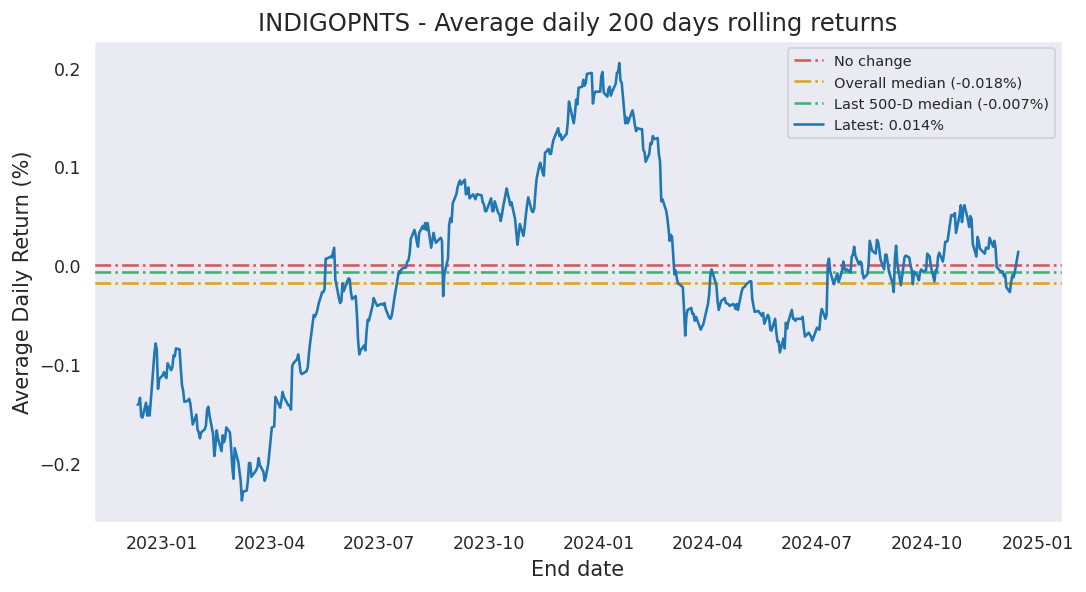 INDIGOPNTS - Average daily 200 days rolling returns
No change
Overall median (-0.018%)
Last 500-D median (-0.007%)
Latest: 0.014%
Average Daily Return (%)
0.2
0.1
0.0
−0.1
−0.2
2023-01 2023-04 2023-07 2023-10 2024-01 2024-04 2024-07 2024-10 2025-01
End date